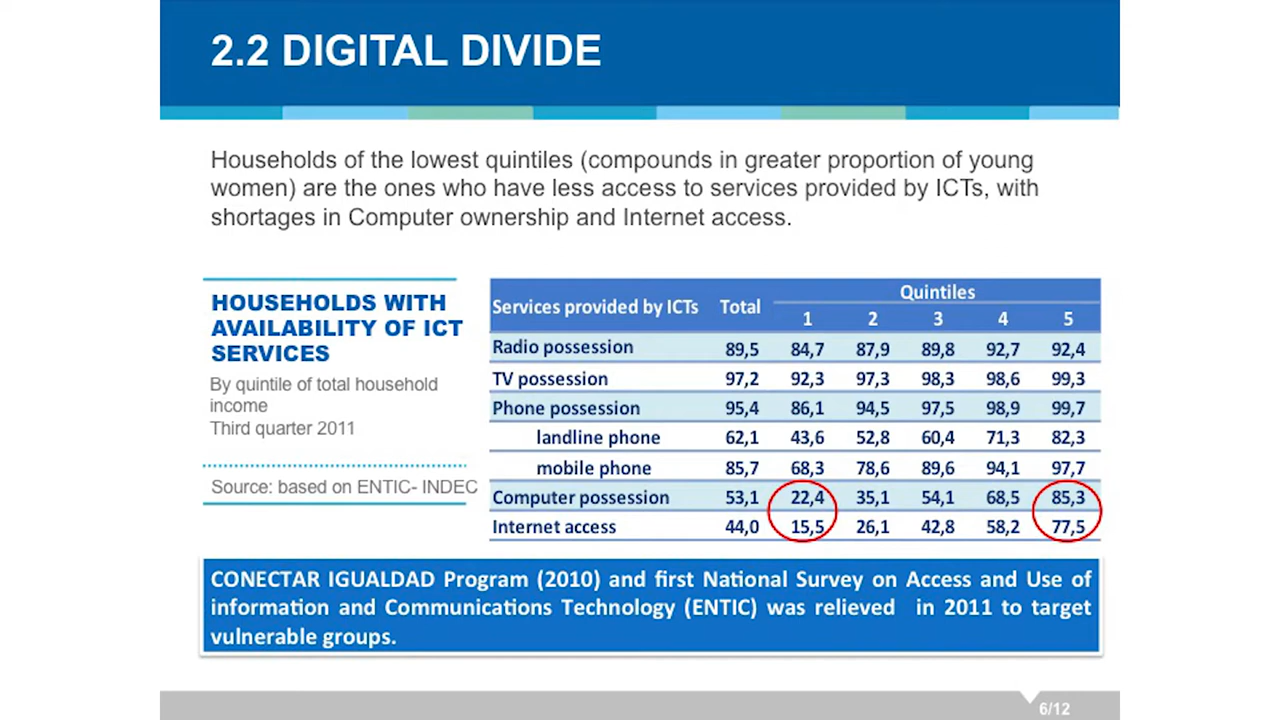 2.2 DIGITAL DIVIDE
Households of the lowest quintiles (compounds in greater proportion of young
women) are the ones who have less access to services provided by ICTs, with
shortages in Computer ownership and Internet access.
HOUSEHOLDS WITH
AVAILABILITY OF ICT
SERVICES
By quintile of total household
income
Third quarter 2011
Source: based on ENTIC- INDEC
Services provided by ICTs Total Quintiles
1 2 3 4 5
Radio possession 89,5 84,7 87,9 89,8 92,7 92,4
TV possession 97,2 92,3 97,3 98,3 98,6 99,3
Phone possession 95,4 86,1 94,5 97,5 98,9 99,7
landline phone 62,1 43,6 52,8 60,4 71,3 82,3
mobile phone 85,7 68,3 78,6 89,6 94,1 97,7
Computer possession 53,1 22,4 35,1 54,1 68,5 85,3
Internet access 44,0 15,5 26,1 42,8 58,2 77,5
CONECTAR IGUALDAD Program (2010) and first National Survey on Access and Use of
information and Communications Technology (ENTIC) was relieved in 2011 to target
vulnerable groups.
6/12